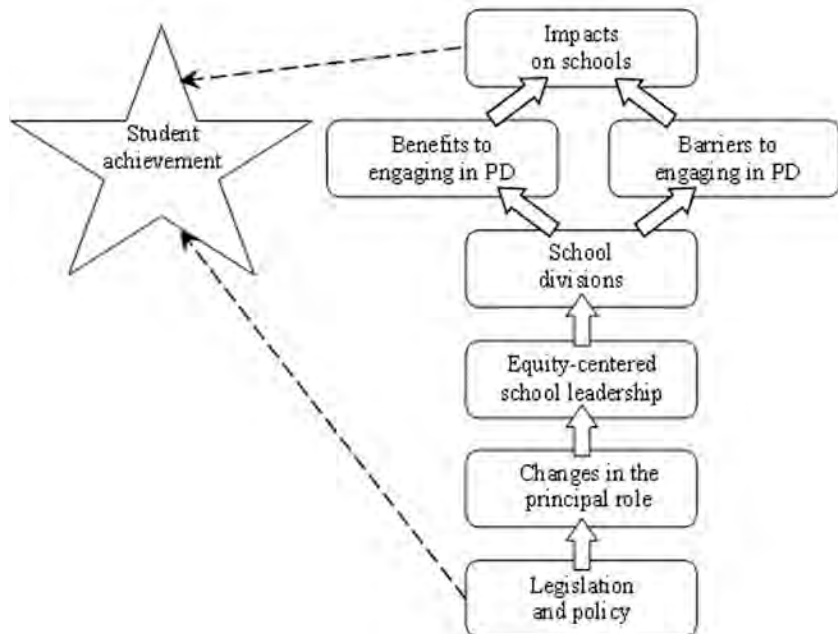 Impacts
on schools
Student
achievement
Benefits to
engaging in PD
Barriers to
engaging in PD
School
divisions
Equity-centered
school leadership
Changes in the
principal role
Legislation
and policy